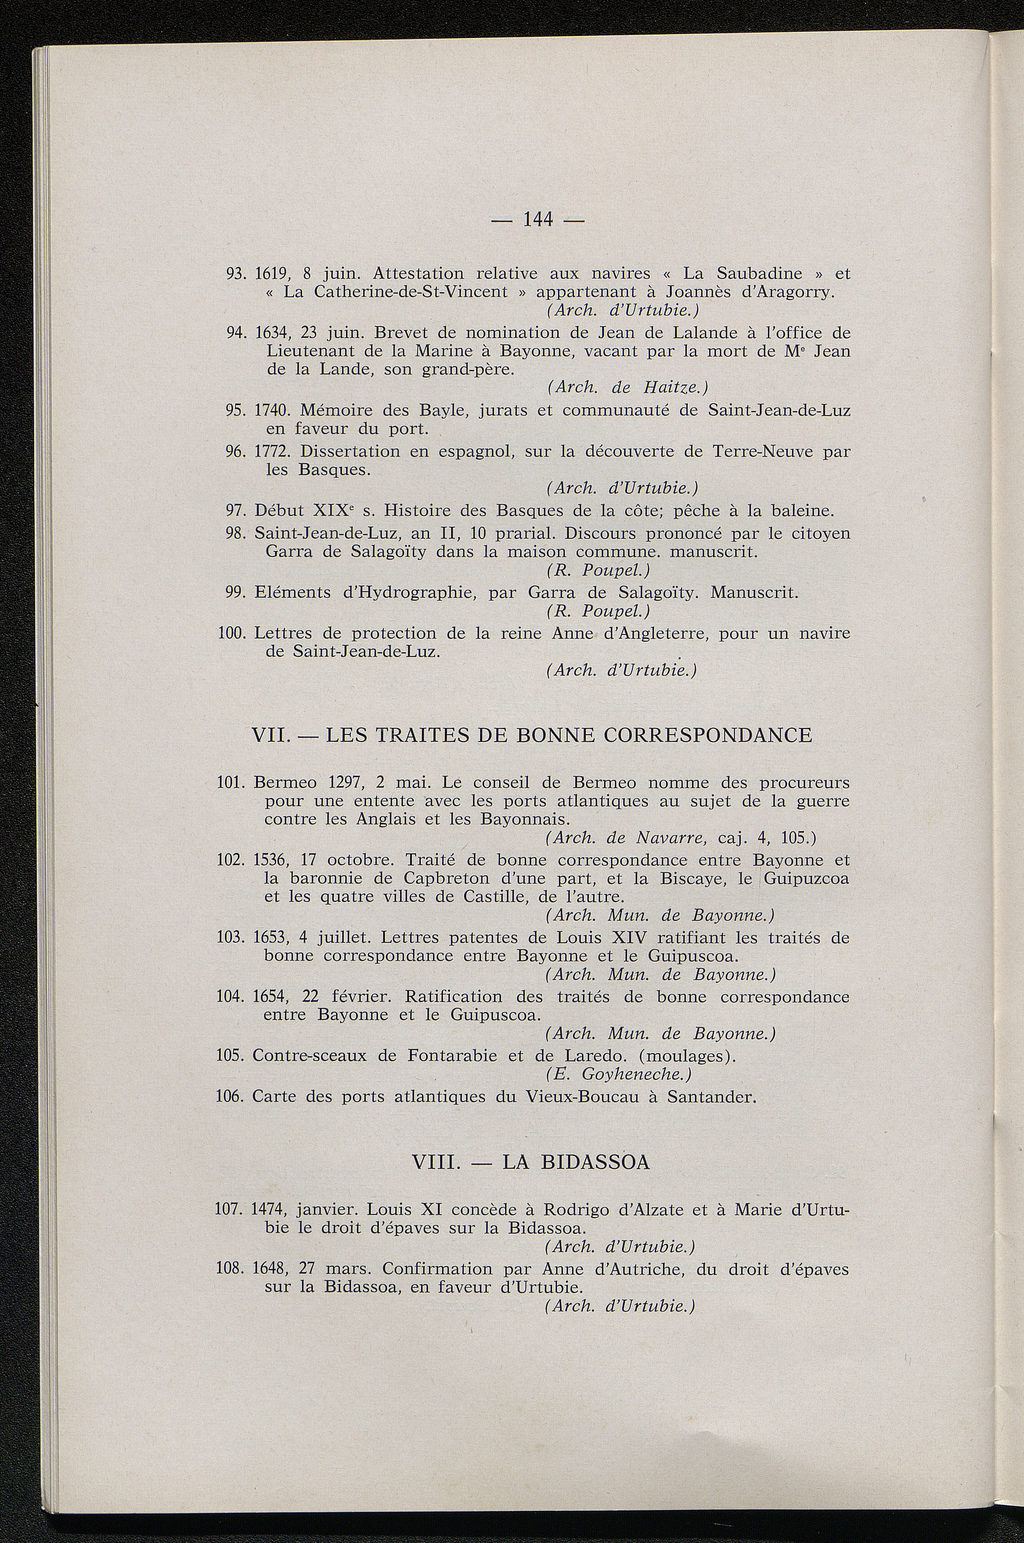 — 144 —
93. 1619, 8 juin. Attestation relative aux navires « La Saubadine » et
« La Catherine-de-St-Vincent » appartenant à Joannès d'Aragorry.
(Arch. d'Urtubie.)
94. 1634, 23 juin. Brevet de nomination de Jean de Lalande à l'office de
Lieutenant de la Marine à Bayonne, vacant par la mort de Mᵉ Jean
de la Lande, son grand-père.
(Arch. de Haitze.)
95. 1740. Mémoire des Bayle, jurats et communauté de Saint-Jean-de-Luz
en faveur du port.
96. 1772. Dissertation en espagnol, sur la découverte de Terre-Neuve par
les Basques.
(Arch. d'Urtubie.)
97. Début XIXᵉ s. Histoire des Basques de la côte; pêche à la baleine.
98. Saint-Jean-de-Luz, an II, 10 prarial. Discours prononcé par le citoyen
Garra de Salagoïty dans la maison commune. manuscrit.
(R. Poupel.)
99. Eléments d'Hydrographie, par Garra de Salagoïty. Manuscrit.
(R. Poupel.)
100. Lettres de protection de la reine Anne d'Angleterre, pour un navire
de Saint-Jean-de-Luz.
(Arch. d'Urtubie.)
VII. — LES TRAITES DE BONNE CORRESPONDANCE
101. Bermeo 1297, 2 mai. Le conseil de Bermeo nomme des procureurs
pour une entente avec les ports atlantiques au sujet de la guerre
contre les Anglais et les Bayonnais.
(Arch. de Navarre, caj. 4, 105.)
102. 1536, 17 octobre. Traité de bonne correspondance entre Bayonne et
la baronnie de Capbreton d'une part, et la Biscaye, le Guipuzcoa
et les quatre villes de Castille, de l'autre.
(Arch. Mun. de Bayonne.)
103. 1653, 4 juillet. Lettres patentes de Louis XIV ratifiant les traités de
bonne correspondance entre Bayonne et le Guipuscoa.
(Arch. Mun. de Bayonne.)
104. 1654, 22 février. Ratification des traités de bonne correspondance
entre Bayonne et le Guipuscoa.
(Arch. Mun. de Bayonne.)
105. Contre-sceaux de Fontarabie et de Laredo. (moulages).
(E. Goyheneche.)
106. Carte des ports atlantiques du Vieux-Boucau à Santander.
VIII. — LA BIDASSOA
107. 1474, janvier. Louis XI concède à Rodrigo d'Alzate et à Marie d'Urtu-
bie le droit d'épaves sur la Bidassoa.
(Arch. d'Urtubie.)
108. 1648, 27 mars. Confirmation par Anne d'Autriche, du droit d'épaves
sur la Bidassoa, en faveur d'Urtubie.
(Arch. d'Urtubie.)